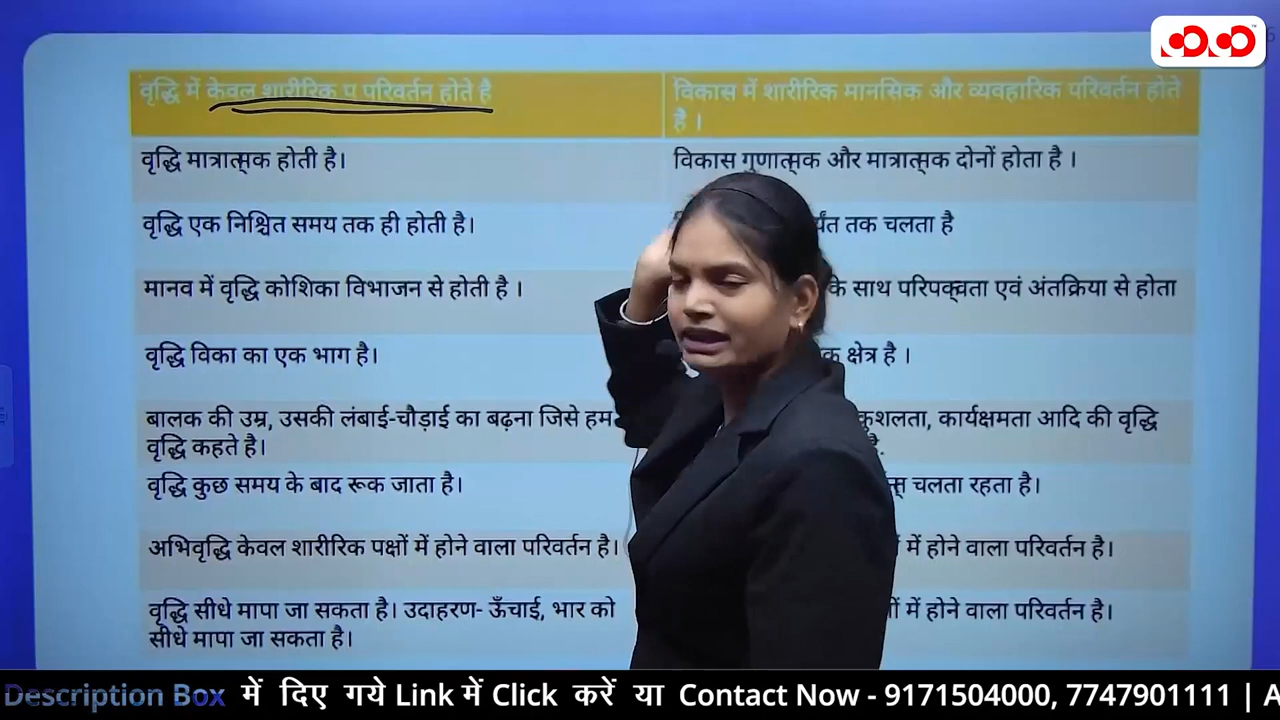 वृद्धि में केवल शारीरिक प परिवर्तन होते है
विकास में शारीरिक मानसिक और व्यवहारिक परिवर्तन होते
है ।
वृद्धि मात्रात्मक होती है।
विकास गुणात्मक और मात्रात्मक दोनों होता है ।
वृद्धि एक निश्चित समय तक ही होती है।
तक चलता है
मानव में वृद्धि कोशिका विभाजन से होती है ।
के साथ परिपक्वता एवं अंतक्रिया से होता
वृद्धि विका का एक भाग है।
क्षेत्र है ।
बालक की उम्र, उसकी लंबाई-चौड़ाई का बढ़ना जिसे हम
वृद्धि कहते है।
कुशलता, कार्यक्षमता आदि की वृद्धि
है.
वृद्धि कुछ समय के बाद रूक जाता है।
चलता रहता है।
अभिवृद्धि केवल शारीरिक पक्षों में होने वाला परिवर्तन है।
में होने वाला परिवर्तन है।
वृद्धि सीधे मापा जा सकता है। उदाहरण- ऊँचाई, भार को
सीधे मापा जा सकता है।
में होने वाला परिवर्तन है।
Description Box में दिए गये Link में Click करें या Contact Now - 9171504000, 7747901111 | A